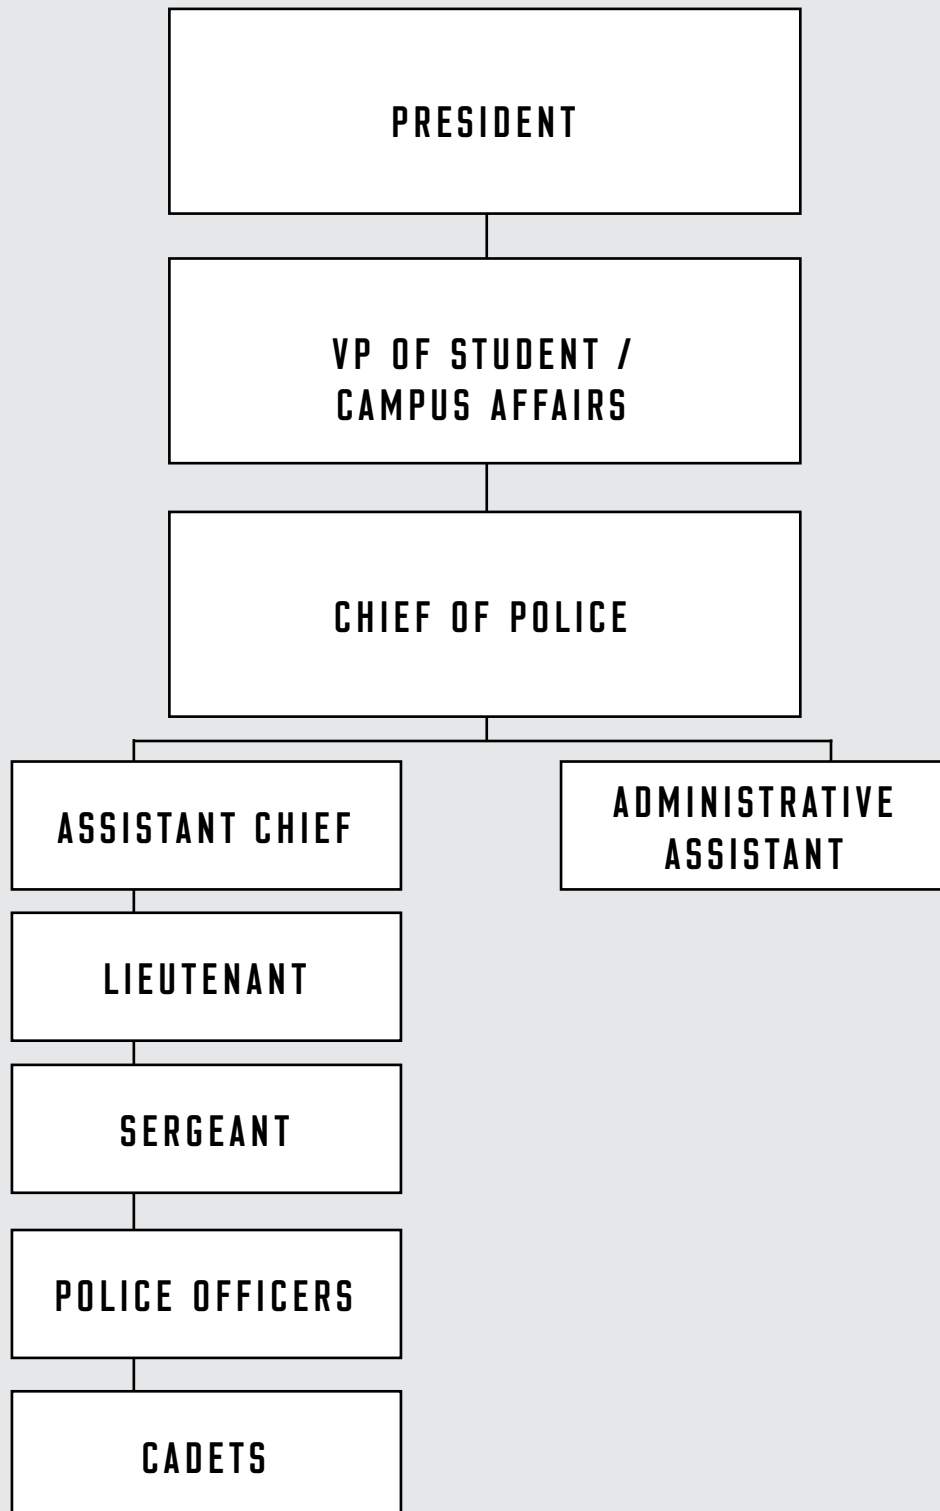 PRESIDENT
VP OF STUDENT /
CAMPUS AFFAIRS
CHIEF OF POLICE
ASSISTANT CHIEF
ADMINISTRATIVE
ASSISTANT
LIEUTENANT
SERGEANT
POLICE OFFICERS
CADETS